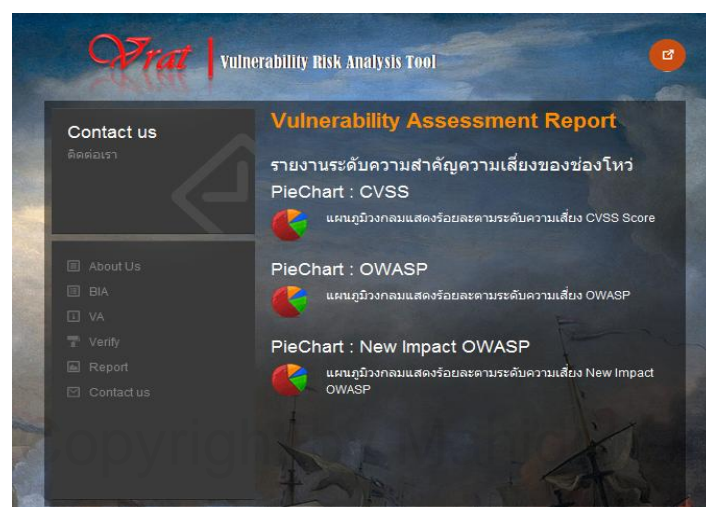 Vrat
Vulnerability Risk Analysis Tool
Contact us
ติดต่อเรา
About Us
BIA
VA
Verify
Report
Contact us
Vulnerability Assessment Report
รายงานระดับความสำคัญความเสี่ยงของช่องโหว่
PieChart : CVSS
แผนภูมิวงกลมแสดงร้อยละตามระดับความเสี่ยง CVSS Score
PieChart : OWASP
แผนภูมิวงกลมแสดงร้อยละตามระดับความเสี่ยง OWASP
PieChart : New Impact OWASP
แผนภูมิวงกลมแสดงร้อยละตามระดับความเสี่ยง New Impact
OWASP